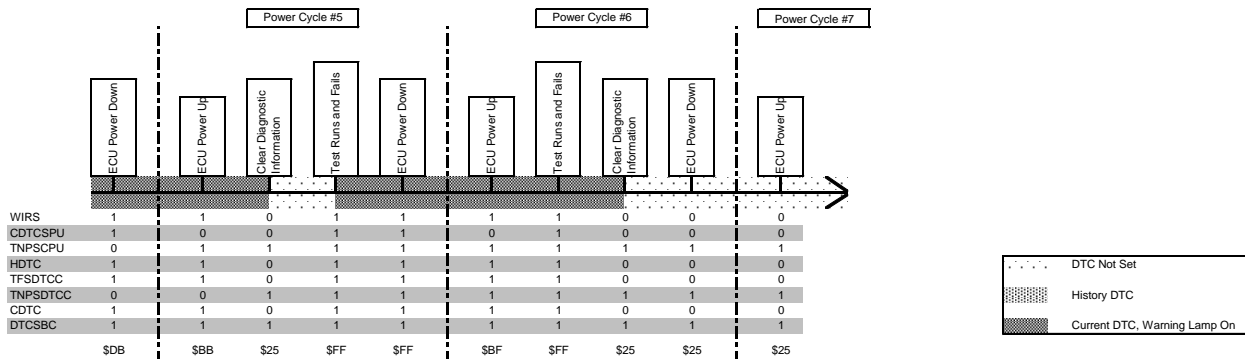 Power Cycle #5
Power Cycle #6
Power Cycle #7
ECU Power Down
ECU Power Up
Clear Diagnostic
Information
Test Runs and Fails
ECU Power Down
ECU Power Up
Test Runs and Fails
Clear Diagnostic
Information
ECU Power Down
ECU Power Up
WIRS 1 1 0 1 1 1 1 0 0 0
CDTCSPU 1 0 0 1 1 0 1 0 0 0
TNPSCPU 0 1 1 1 1 1 1 1 1 1
HDTC 1 1 0 1 1 1 1 0 0 0
TFSDTCC 1 1 0 1 1 1 1 0 0 0
TNPSDTCC 0 0 1 1 1 1 1 1 1 1
CDTC 1 1 0 1 1 1 1 0 0 0
DTCSBC 1 1 1 1 1 1 1 1 1 1
$DB $BB $25 $FF $FF $BF $FF $25 $25 $25
DTC Not Set
History DTC
Current DTC, Warning Lamp On